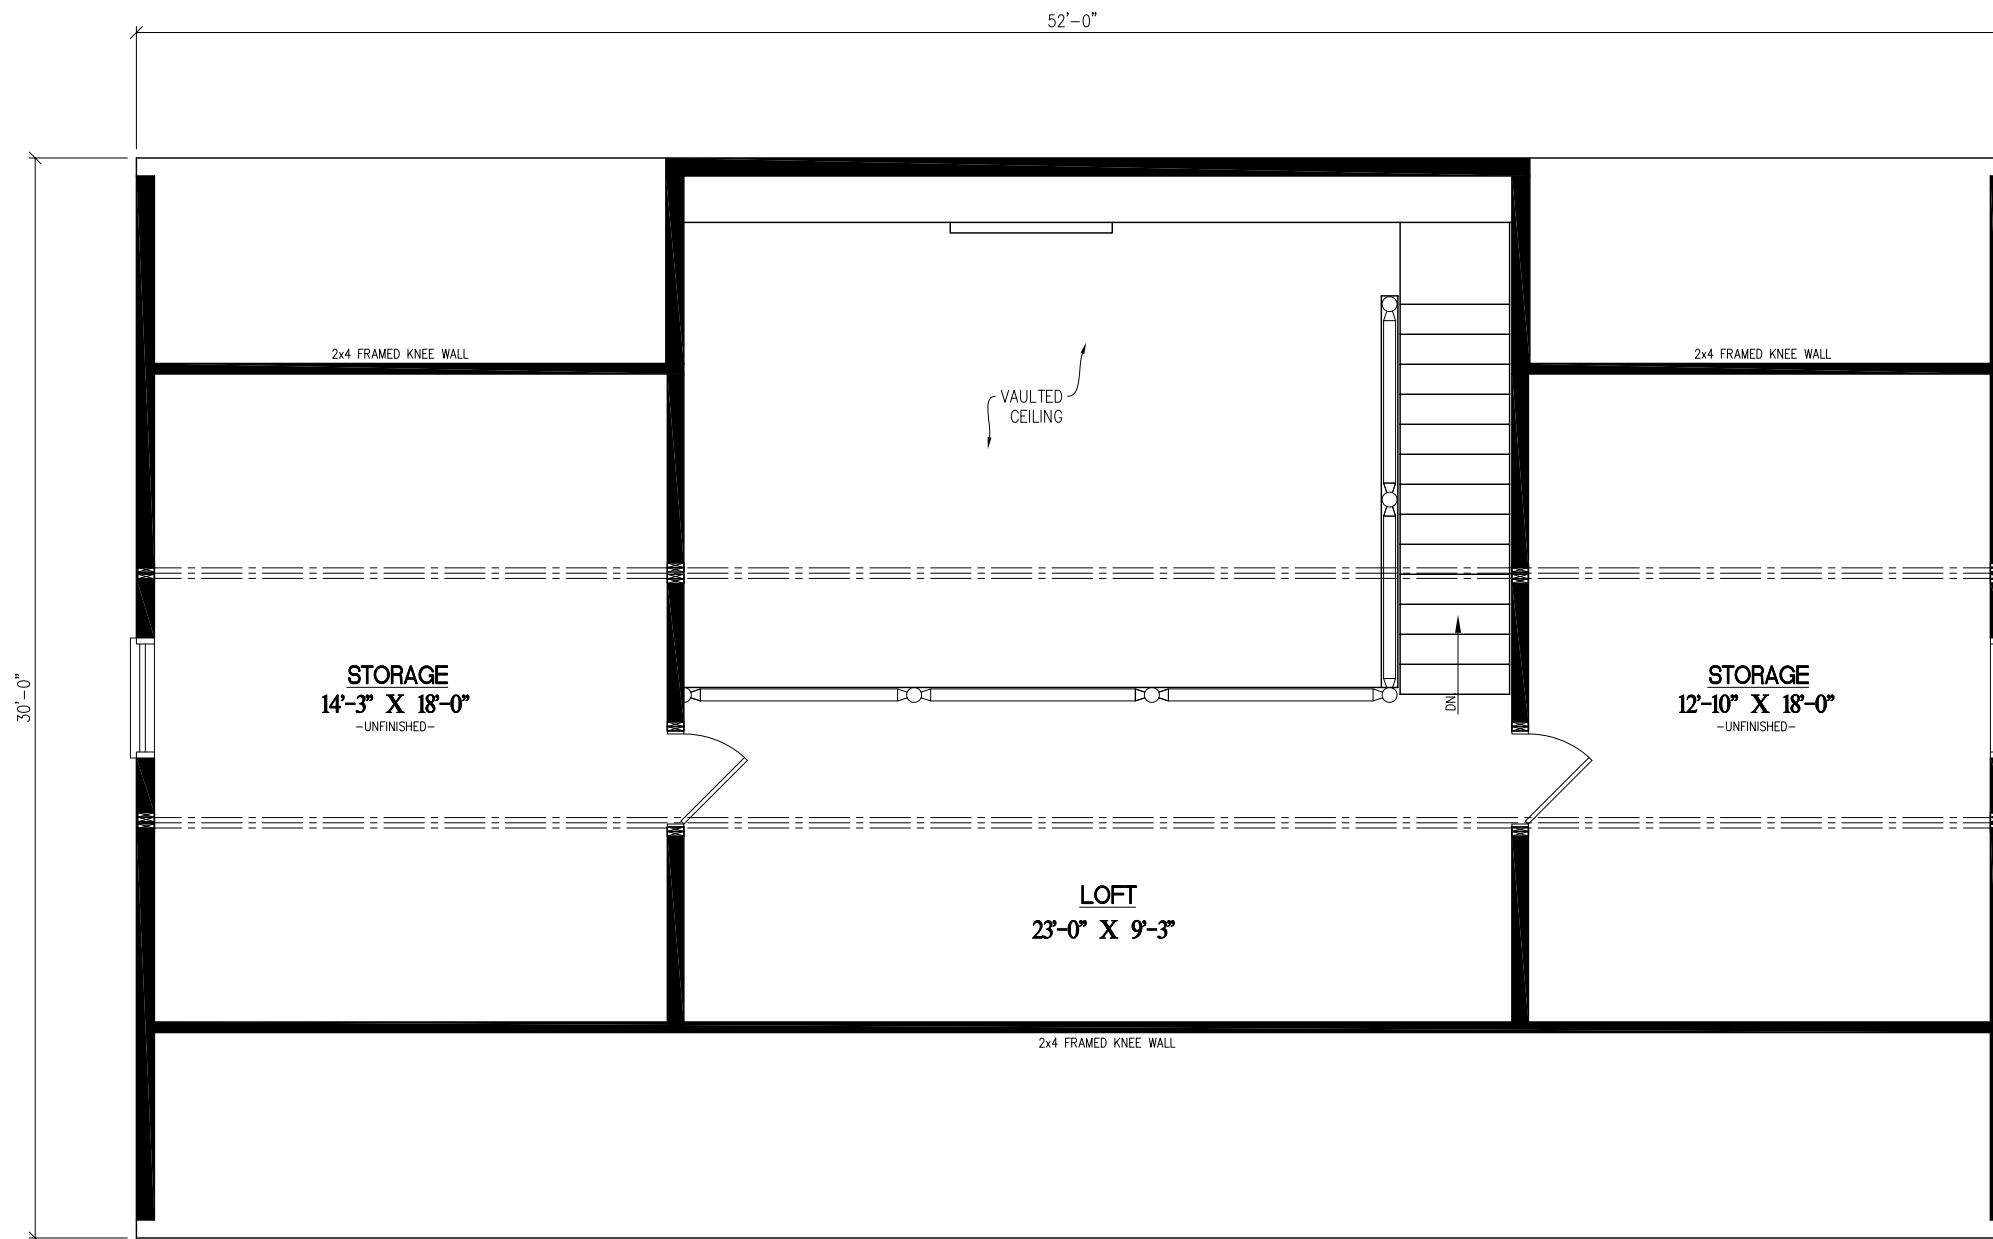 52'-0"
2x4 FRAMED KNEE WALL
2x4 FRAMED KNEE WALL
VAULTED
CEILING
30'-0"
STORAGE
14'-3" X 18'-0"
-UNFINISHED-
DN.
STORAGE
12'-10" X 18'-0"
-UNFINISHED-
LOFT
23'-0" X 9'-3"
2x4 FRAMED KNEE WALL